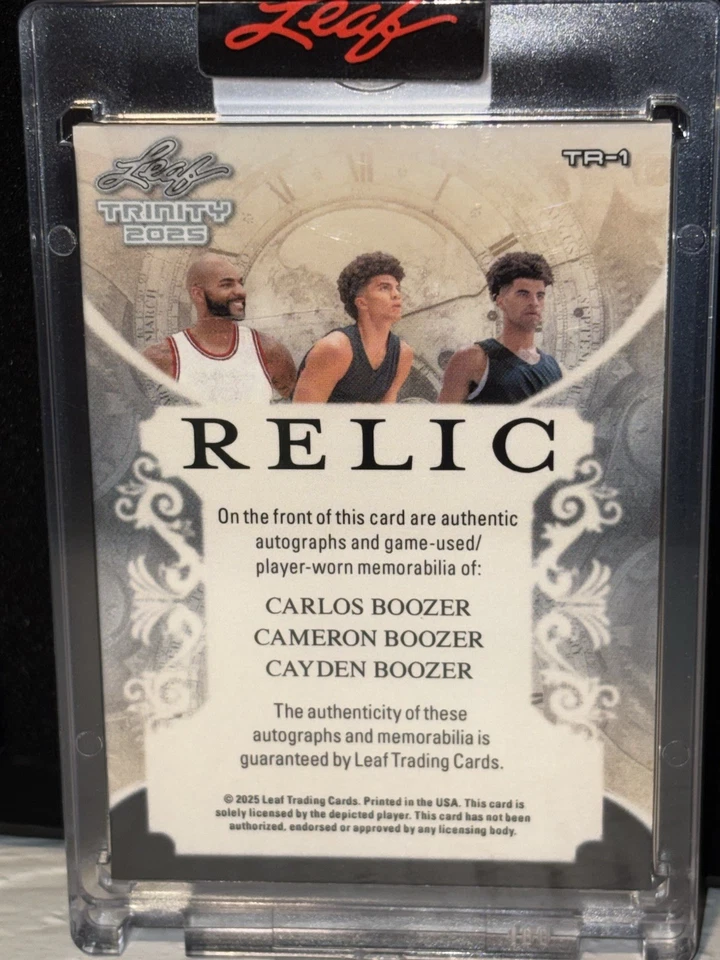 Leaf
Leaf
TRINITY
2025
TR-1
MARCH
RELIC
On the front of this card are authentic
autographs and game-used/
player-worn memorabilia of:
CARLOS BOOZER
CAMERON BOOZER
CAYDEN BOOZER
The authenticity of these
autographs and memorabilia is
guaranteed by Leaf Trading Cards.
© 2025 Leaf Trading Cards. Printed in the USA. This card is
solely licensed by the depicted player. This card has not been
authorized, endorsed or approved by any licensing body.